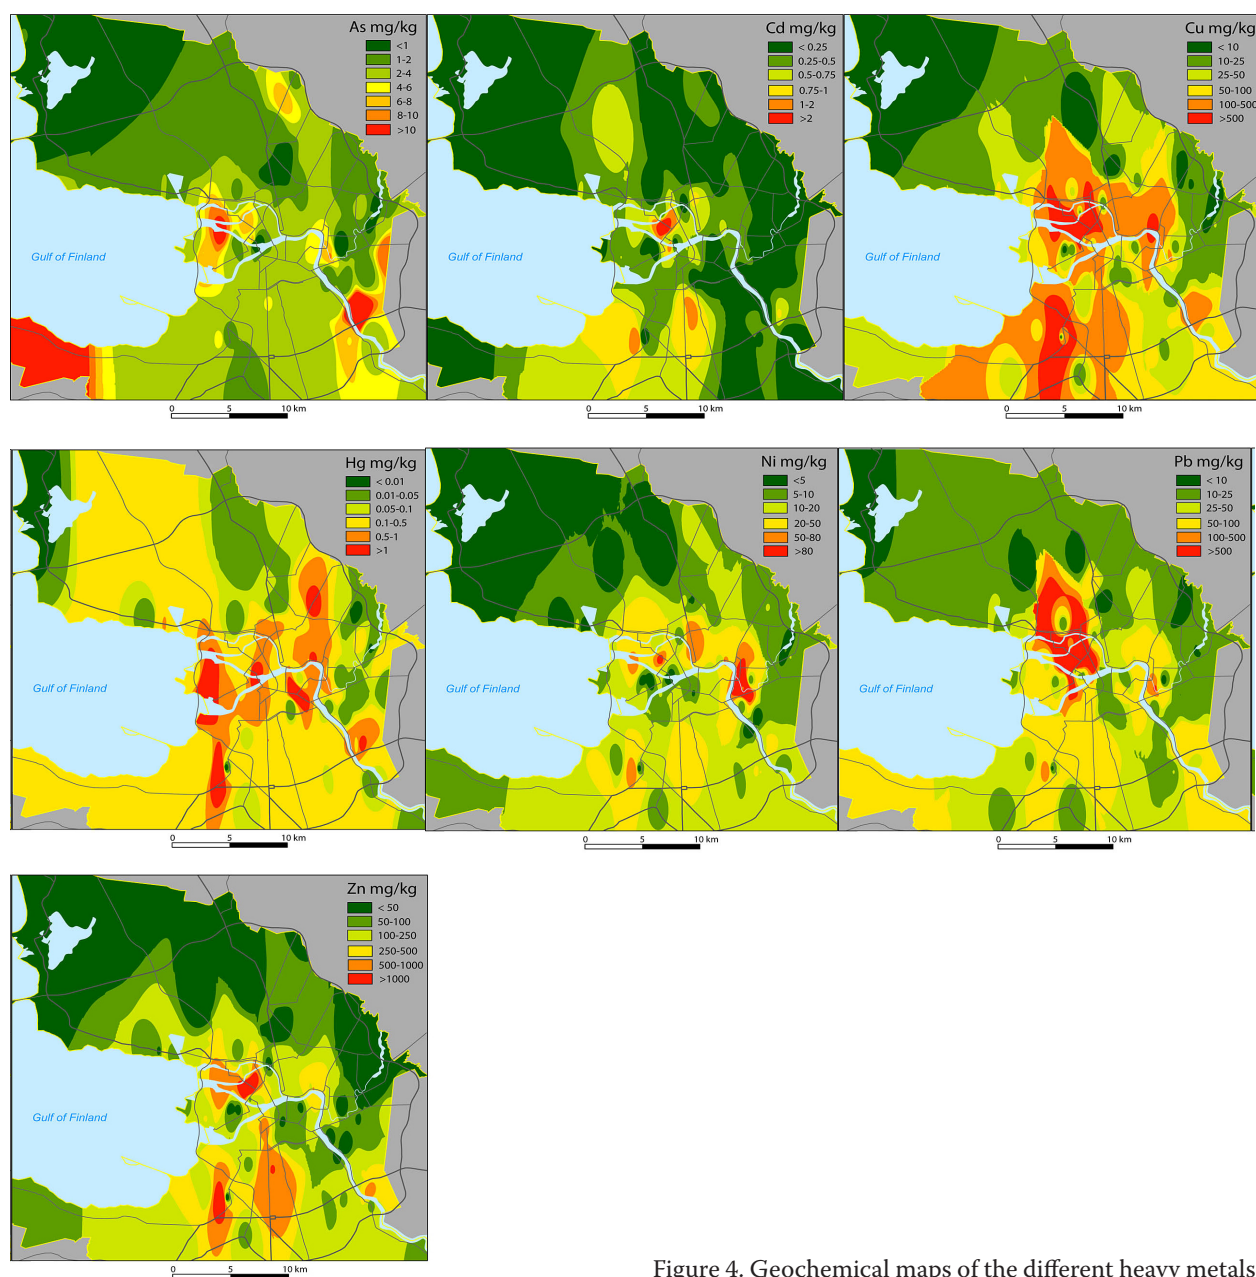 As mg/kg
<1
1-2
2-4
4-6
6-8
8-10
>10
Gulf of Finland
0 5 10 km
Cd mg/kg
< 0.25
0.25-0.5
0.5-0.75
0.75-1
1-2
>2
Gulf of Finland
0 5 10 km
Cu mg/kg
< 10
10-25
25-50
50-100
100-500
>500
Gulf of Finland
0 5 10 km
Hg mg/kg
< 0.01
0.01-0.05
0.05-0.1
0.1-0.5
0.5-1
>1
Gulf of Finland
0 5 10 km
Ni mg/kg
<5
5-10
10-20
20-50
50-80
>80
Gulf of Finland
0 5 10 km
Pb mg/kg
< 10
10-25
25-50
50-100
100-500
>500
Gulf of Finland
0 5 10 km
Zn mg/kg
< 50
50-100
100-250
250-500
500-1000
>1000
Gulf of Finland
0 5 10 km
Figure 4. Geochemical maps of the different heavy metals